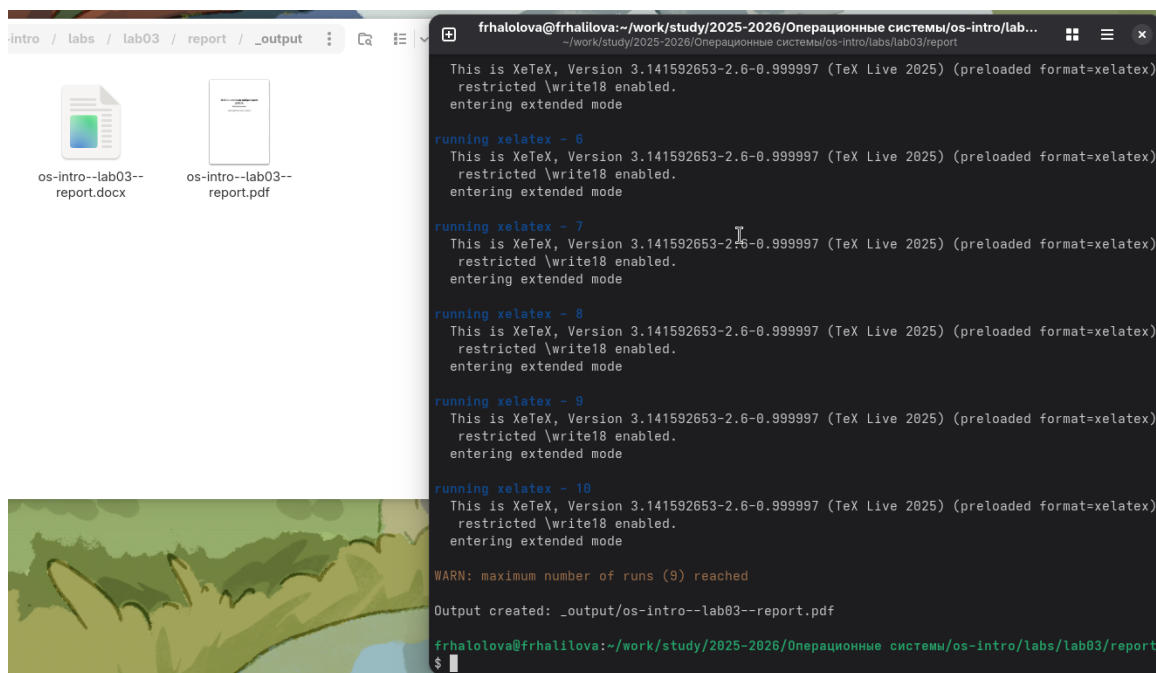 -intro / labs / lab03 / report / _output
os-intro--lab03--
report.docx
os-intro--lab03--
report.pdf
frhalolova@frhalilova:~/work/study/2025-2026/Операционные системы/os-intro/lab...
~/work/study/2025-2026/Операционные системы/os-intro/labs/lab03/report
This is XeTeX, Version 3.141592653-2.6-0.999997 (TeX Live 2025) (preloaded format=xelatex)
restricted \write18 enabled.
entering extended mode
running xelatex - 6
This is XeTeX, Version 3.141592653-2.6-0.999997 (TeX Live 2025) (preloaded format=xelatex)
restricted \write18 enabled.
entering extended mode
running xelatex - 7
This is XeTeX, Version 3.141592653-2.6-0.999997 (TeX Live 2025) (preloaded format=xelatex)
restricted \write18 enabled.
entering extended mode
running xelatex - 8
This is XeTeX, Version 3.141592653-2.6-0.999997 (TeX Live 2025) (preloaded format=xelatex)
restricted \write18 enabled.
entering extended mode
running xelatex - 9
This is XeTeX, Version 3.141592653-2.6-0.999997 (TeX Live 2025) (preloaded format=xelatex)
restricted \write18 enabled.
entering extended mode
running xelatex - 10
This is XeTeX, Version 3.141592653-2.6-0.999997 (TeX Live 2025) (preloaded format=xelatex)
restricted \write18 enabled.
entering extended mode
WARN: maximum number of runs (9) reached
Output created: _output/os-intro--lab03--report.pdf
frhalolova@frhalilova:~/work/study/2025-2026/Операционные системы/os-intro/labs/lab03/report
$